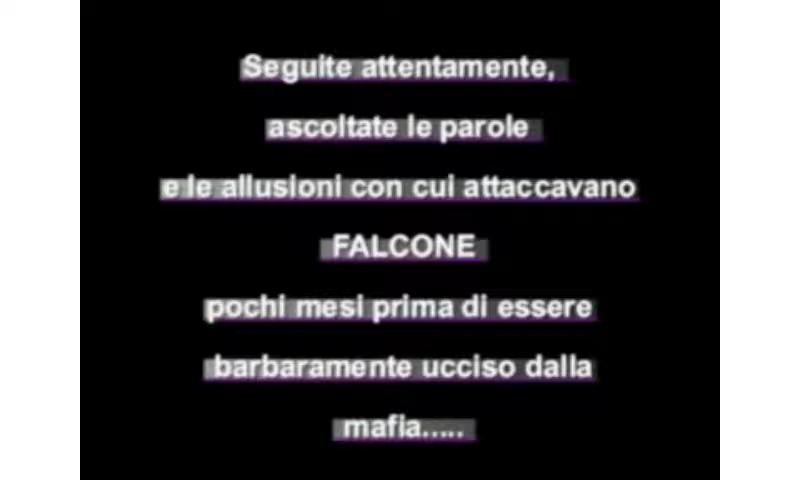 Seguite attentamente,
ascoltate le parole
e le allusioni con cui attaccavano
FALCONE
pochi mesi prima di essere
barbaramente ucciso dalla
mafia.....